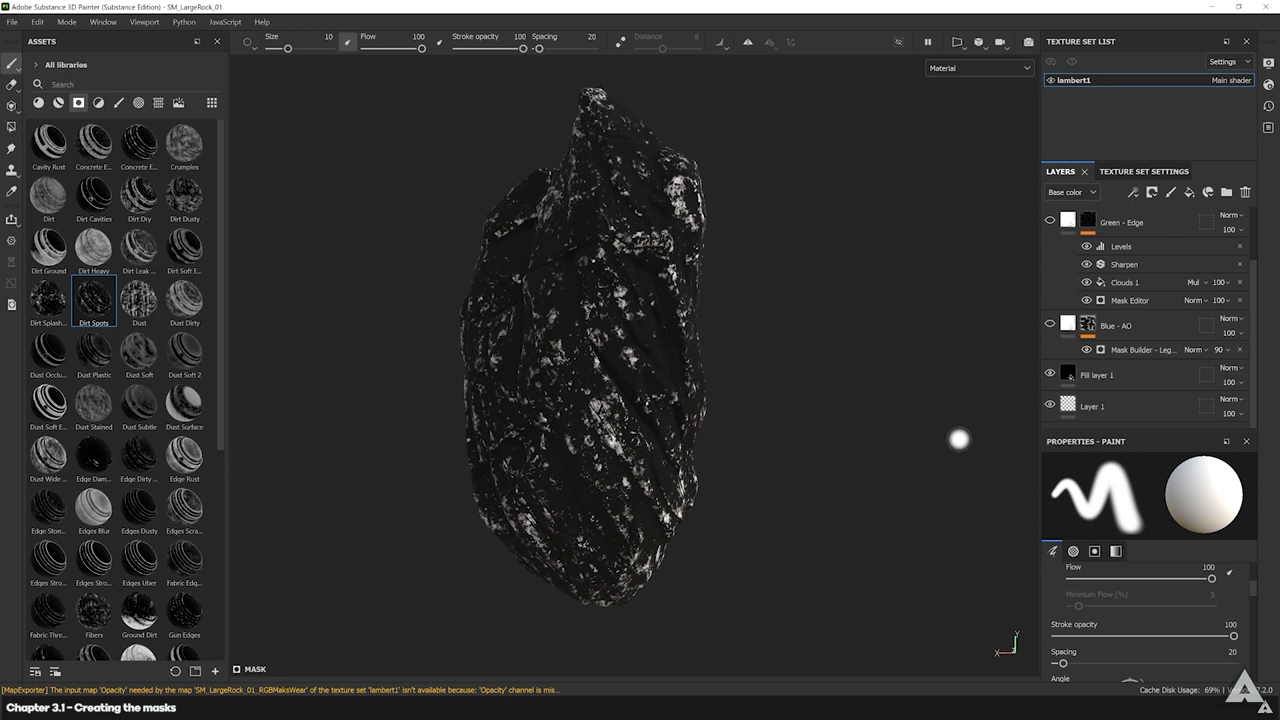 Adobe Substance 3D Painter (Substance Edition) - SM_LargeRock_01
File Edit Mode Window Viewport Python JavaScript Help
ASSETS
Size 10 Flow 100 Stroke opacity 100 Spacing 20 Distance 8
TEXTURE SET LIST
All libraries
Search
Material
Settings
lambert1 Main shader
Cavity Rust Concrete E... Concrete E... Crumples
Dirt Dirt Cavities Dirt Dry Dirt Dusty
Dirt Ground Dirt Heavy Dirt Leak ... Dirt Soft E...
Dirt Splash... Dirt Spots Dust Dust Dirty
Dust Occlu... Dust Plastic Dust Soft Dust Soft 2
Dust Soft E... Dust Stained Dust Subtle Dust Surface
Dust Wide ... Edge Dam... Edge Dirty ... Edge Rust
Edge Ston... Edges Blur Edges Dusty Edges Scra...
Edges Stro... Edges Stro... Edges Uber Fabric Edg...
Fabric Thre... Fibers Ground Dirt Gun Edges
LAYERS TEXTURE SET SETTINGS
Base color
Green - Edge Norm 100
Levels
Sharpen
Clouds 1 Mul 100
Mask Editor Norm 100
Blue - AO Norm 100
Mask Builder - Leg... Norm 90
Fill layer 1 Norm 100
Layer 1 Norm 100
PROPERTIES - PAINT
Flow 100
Minimum Flow (%) 5
Stroke opacity 100
Spacing 20
Angle
Y
X
MASK
[MapExporter] The input map 'Opacity' needed by the map 'SM_LargeRock_01_RGBMaksWear' of the texture set 'lambert1' isn't available because: 'Opacity' channel is mis...
Cache Disk Usage: 69%
Chapter 3.1 - Creating the masks